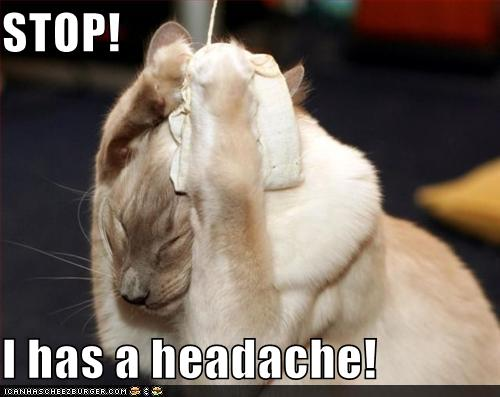 STOP!
I has a headache!
ICANHASCHEEZBURGER.COM